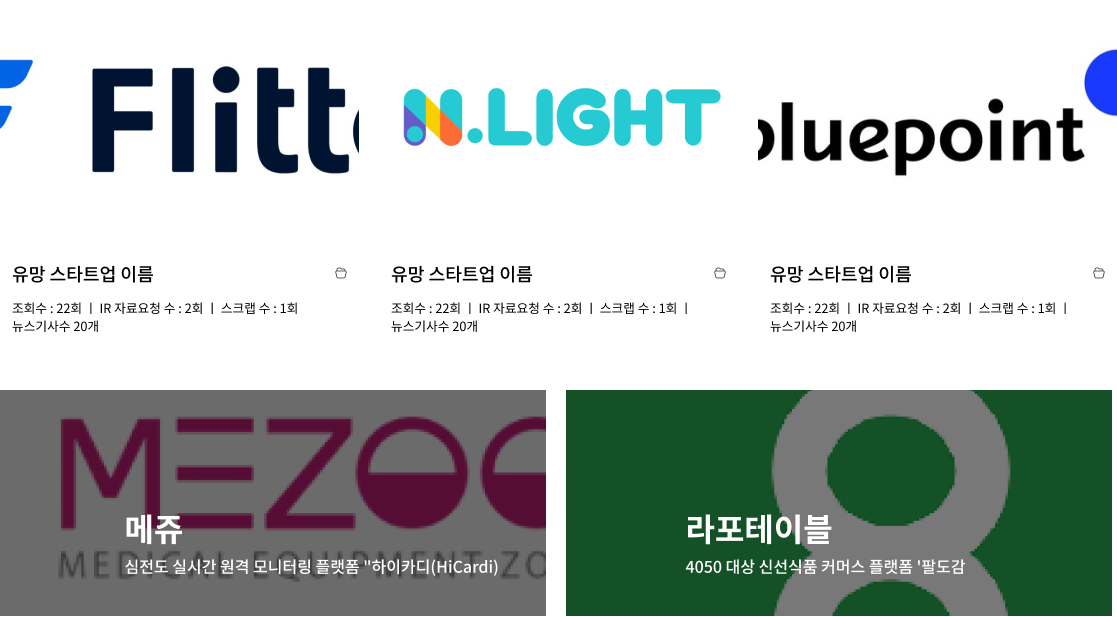 Flitt
N.LIGHT
bluepoint
유망 스타트업 이름
조회수 : 22회 ㅣ IR 자료요청 수 : 2회 ㅣ 스크랩 수 : 1회
뉴스기사수 20개
유망 스타트업 이름
조회수 : 22회 ㅣ IR 자료요청 수 : 2회 ㅣ 스크랩 수 : 1회 ㅣ
뉴스기사수 20개
유망 스타트업 이름
조회수 : 22회 ㅣ IR 자료요청 수 : 2회 ㅣ 스크랩 수 : 1회 ㅣ
뉴스기사수 20개
MEZOO
MEDICAL EQUIPMENT ZO
메쥬
심전도 실시간 원격 모니터링 플랫폼 "하이카디(HiCardi)
8
라포테이블
4050 대상 신선식품 커머스 플랫폼 '팔도감